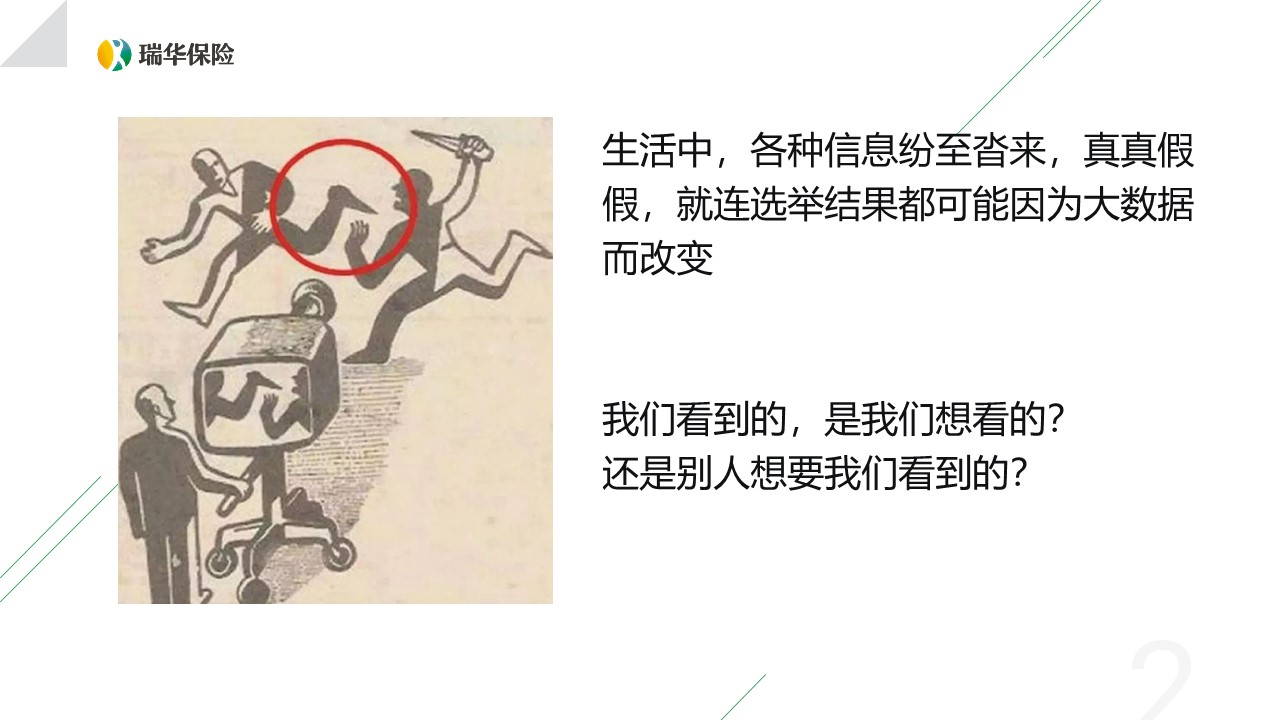 瑞华保险
生活中，各种信息纷至沓来，真真假
假，就连选举结果都可能因为大数据
而改变
我们看到的，是我们想看的？
还是别人想要我们看到的？
2